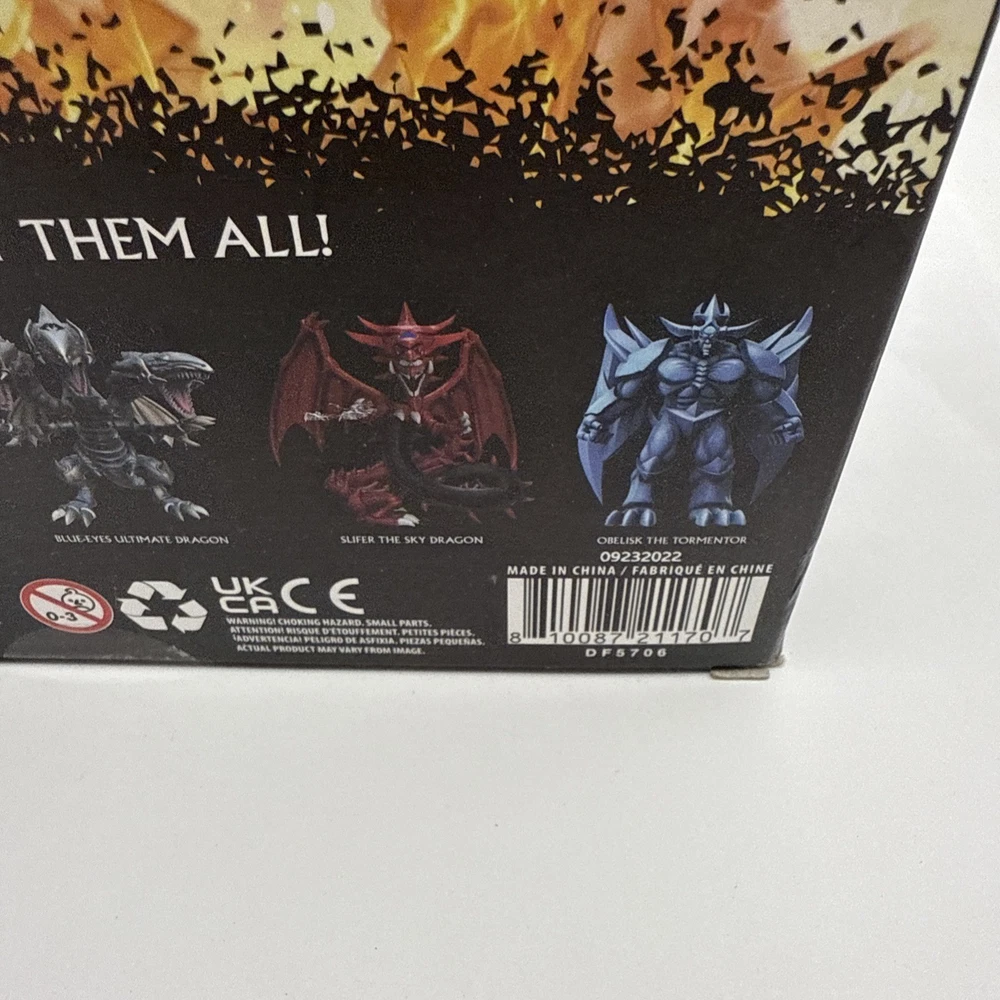 THEM ALL!
BLUE-EYES ULTIMATE DRAGON
SLIFER THE SKY DRAGON
OBELISK THE TORMENTOR
09232022
MADE IN CHINA / FABRIQUÉ EN CHINE
0-3
UK
CA CE
WARNING! CHOKING HAZARD. SMALL PARTS.
ATTENTION! RISQUE D'ÉTOUFFEMENT. PETITES PIÈCES.
¡ADVERTENCIA! PELIGRO DE ASFIXIA. PIEZAS PEQUEÑAS.
ACTUAL PRODUCT MAY VARY FROM IMAGE.
8 10087 21170 7
DF5706